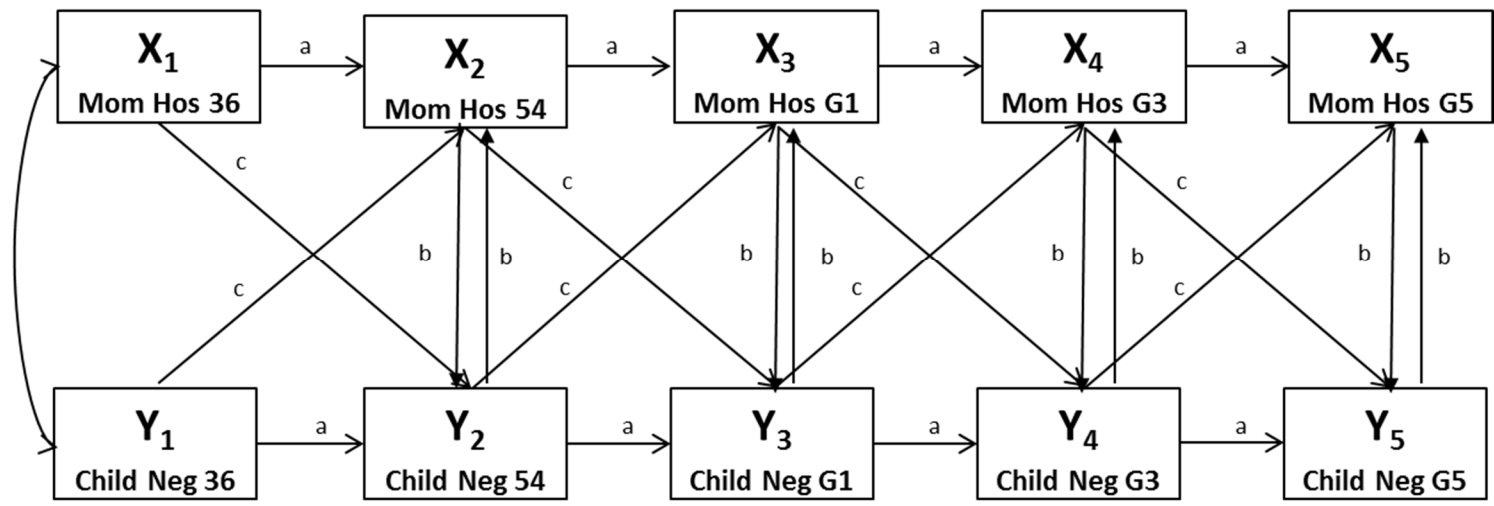 X1
Mom Hos 36
a
X2
Mom Hos 54
a
X3
Mom Hos G1
a
X4
Mom Hos G3
a
X5
Mom Hos G5
c
c
c
c
b
b
b
b
b
b
b
b
c
c
c
c
Y1
Child Neg 36
a
Y2
Child Neg 54
a
Y3
Child Neg G1
a
Y4
Child Neg G3
a
Y5
Child Neg G5